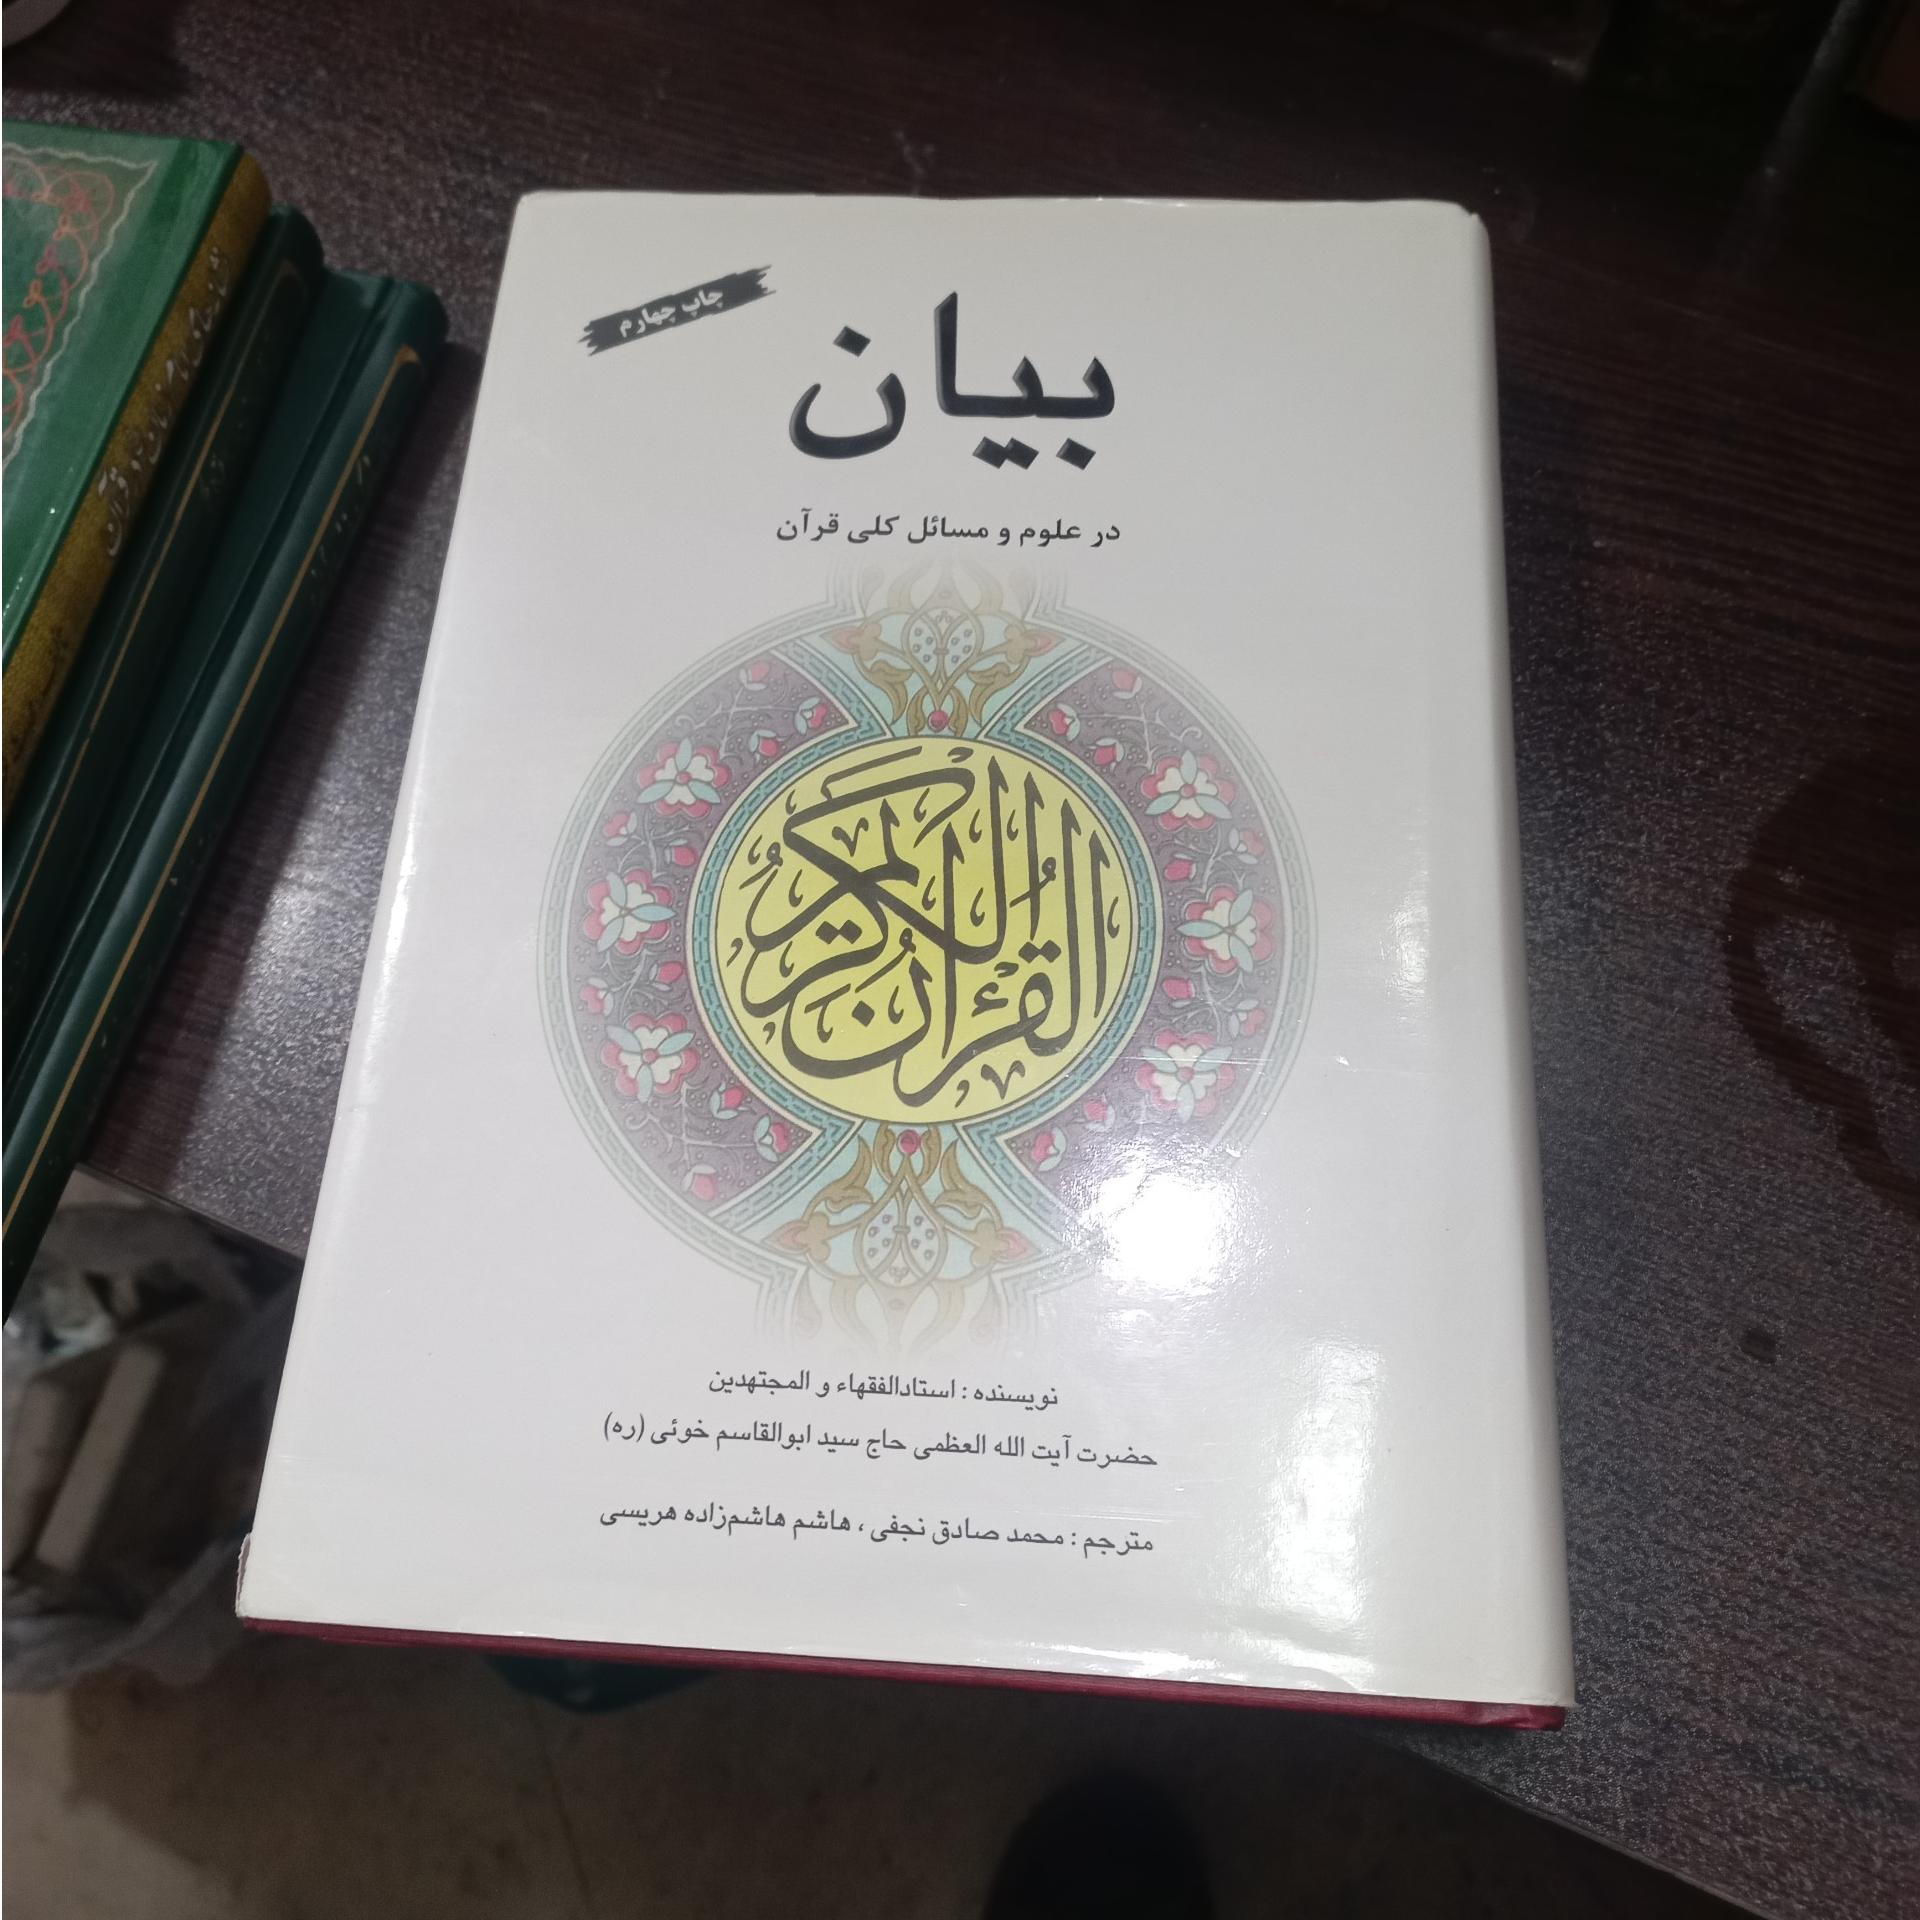 چاپ چهارم
بیان
در علوم و مسائل کلی قرآن
القرآن الکریم
نویسنده : استادالفقهاء و المجتهدین
حضرت آیت الله العظمی حاج سید ابوالقاسم خوئی (ره)
مترجم : محمد صادق نجفی ، هاشم هاشم‌زاده هریسی